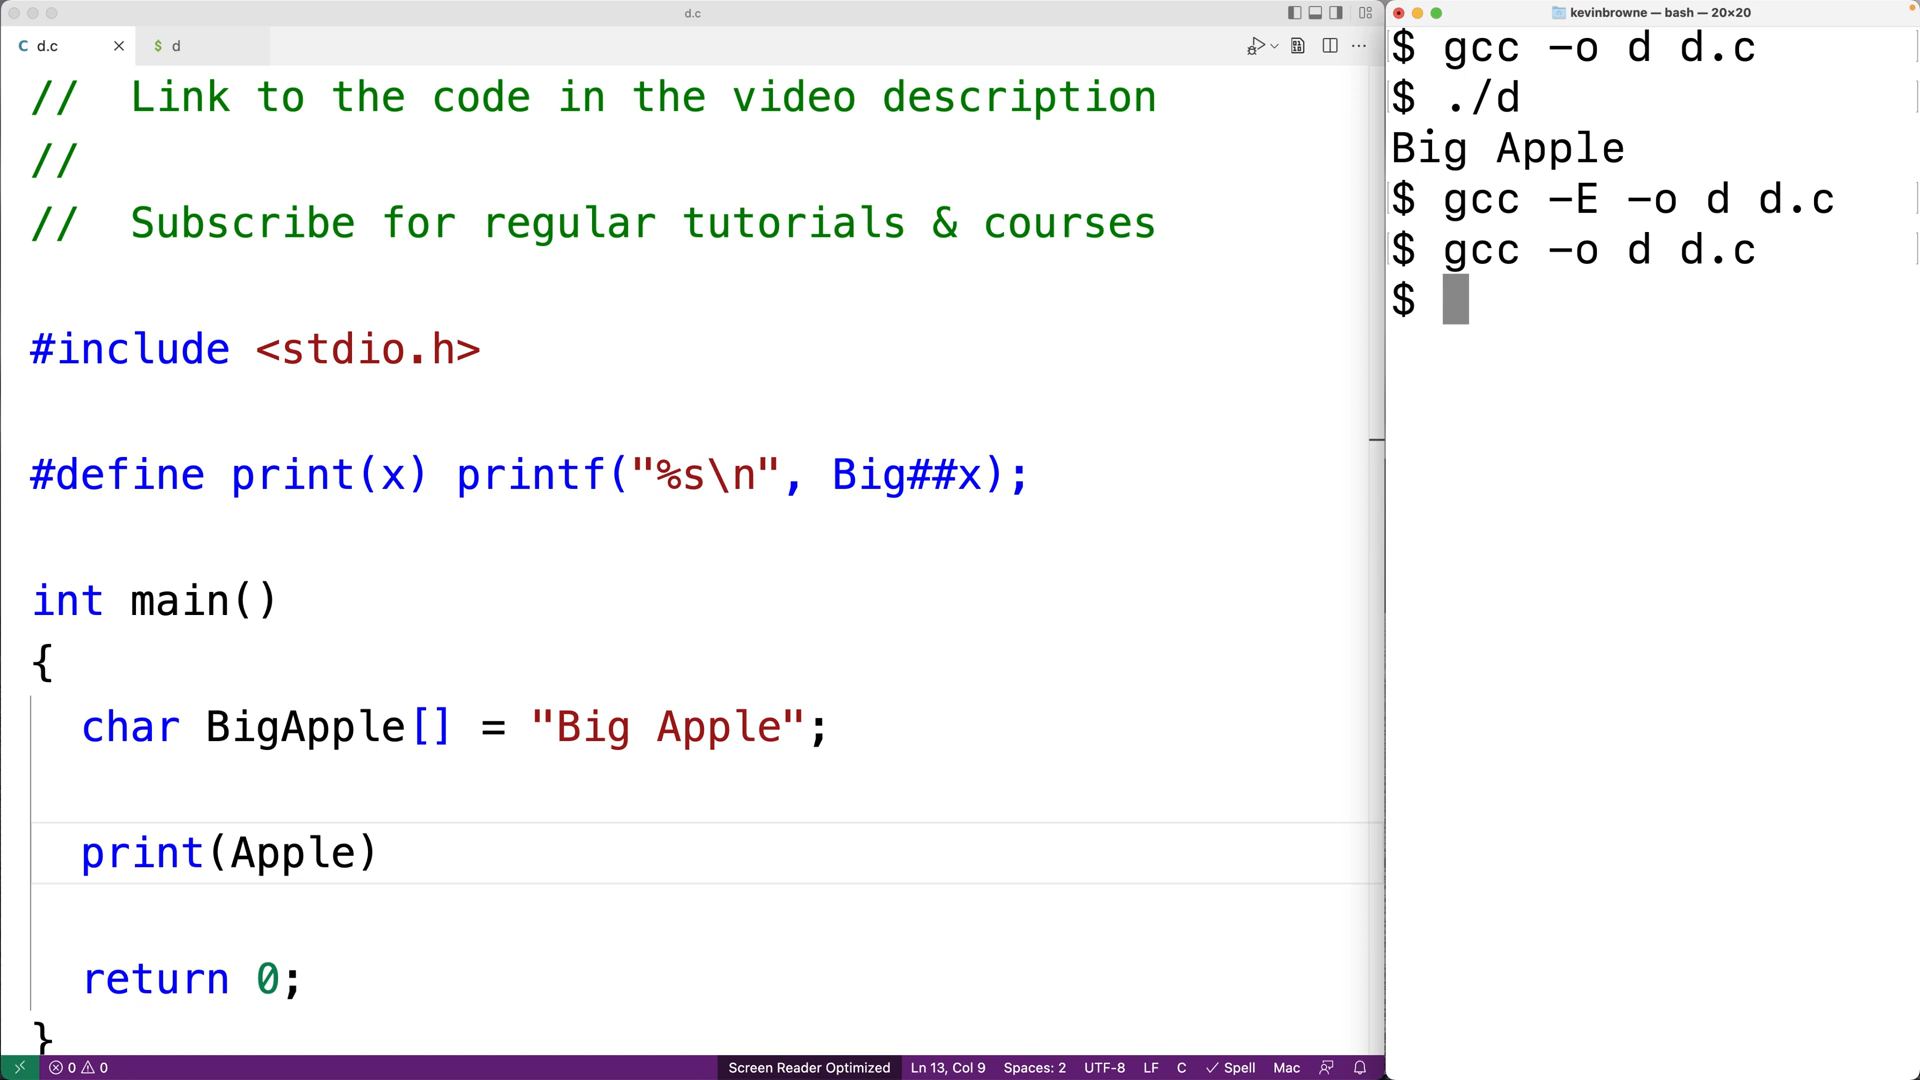 d.c
C d.c
$ d
// Link to the code in the video description
//
// Subscribe for regular tutorials & courses
#include <stdio.h>
#define print(x) printf("%s\n", Big##x);
int main()
{
char BigApple[] = "Big Apple";
print(Apple)
return 0;
}
0 0
Screen Reader Optimized
Ln 13, Col 9
Spaces: 2
UTF-8
LF
C
Spell
Mac
kevinbrowne — bash — 20×20
$ gcc -o d d.c
$ ./d
Big Apple
$ gcc -E -o d d.c
$ gcc -o d d.c
$